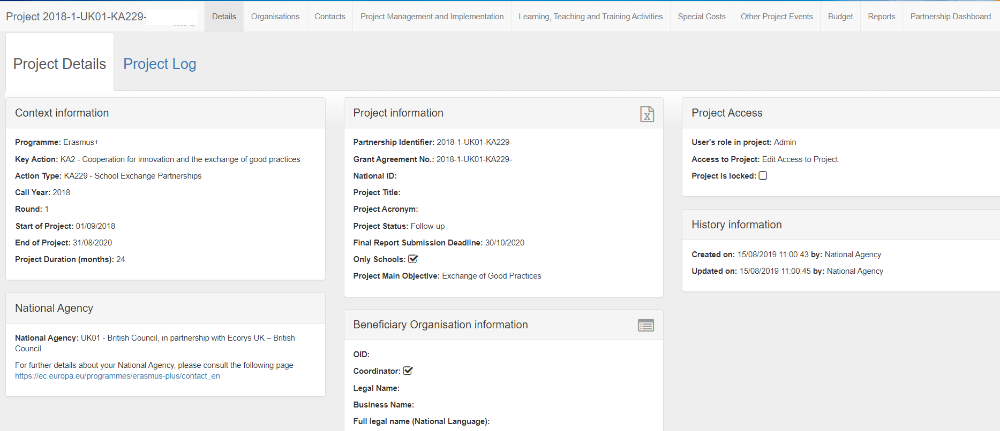 Project 2018-1-UK01-KA229-
Details
Organisations
Contacts
Project Management and Implementation
Learning, Teaching and Training Activities
Special Costs
Other Project Events
Budget
Reports
Partnership Dashboard
Project Details
Project Log
Context information
Programme: Erasmus+
Key Action: KA2 - Cooperation for innovation and the exchange of good practices
Action Type: KA229 - School Exchange Partnerships
Call Year: 2018
Round: 1
Start of Project: 01/09/2018
End of Project: 31/08/2020
Project Duration (months): 24
National Agency
National Agency: UK01 - British Council, in partnership with Ecorys UK – British
Council
For further details about your National Agency, please consult the following page
https://ec.europa.eu/programmes/erasmus-plus/contact_en
Project information
Partnership Identifier: 2018-1-UK01-KA229-
Grant Agreement No.: 2018-1-UK01-KA229-
National ID:
Project Title:
Project Acronym:
Project Status: Follow-up
Final Report Submission Deadline: 30/10/2020
Only Schools:
Project Main Objective: Exchange of Good Practices
Beneficiary Organisation information
OID:
Coordinator:
Legal Name:
Business Name:
Full legal name (National Language):
Project Access
User's role in project: Admin
Access to Project: Edit Access to Project
Project is locked:
History information
Created on: 15/08/2019 11:00:43 by: National Agency
Updated on: 15/08/2019 11:00:45 by: National Agency